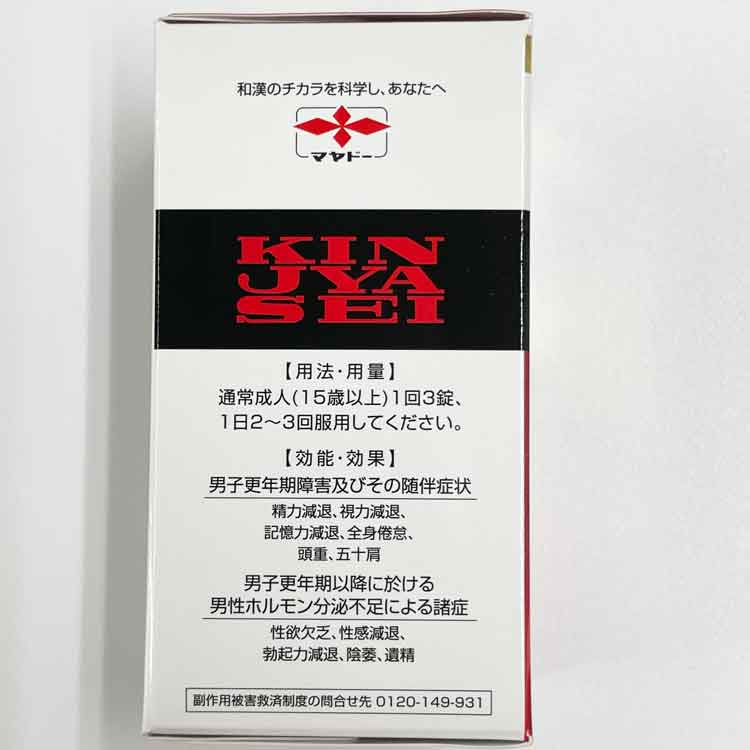 和漢のチカラを科学し、あなたへ
マヤドー
KIN
JYA
SEI
【用法・用量】
通常成人(15歳以上)1回3錠、
1日2〜3回服用してください。
【効能・効果】
男子更年期障害及びその随伴症状
精力減退、視力減退、
記憶力減退、全身倦怠、
頭重、五十肩
男子更年期以降に於ける
男性ホルモン分泌不足による諸症
性欲欠乏、性感減退、
勃起力減退、陰萎、遺精
副作用被害救済制度の問合せ先 0120-149-931